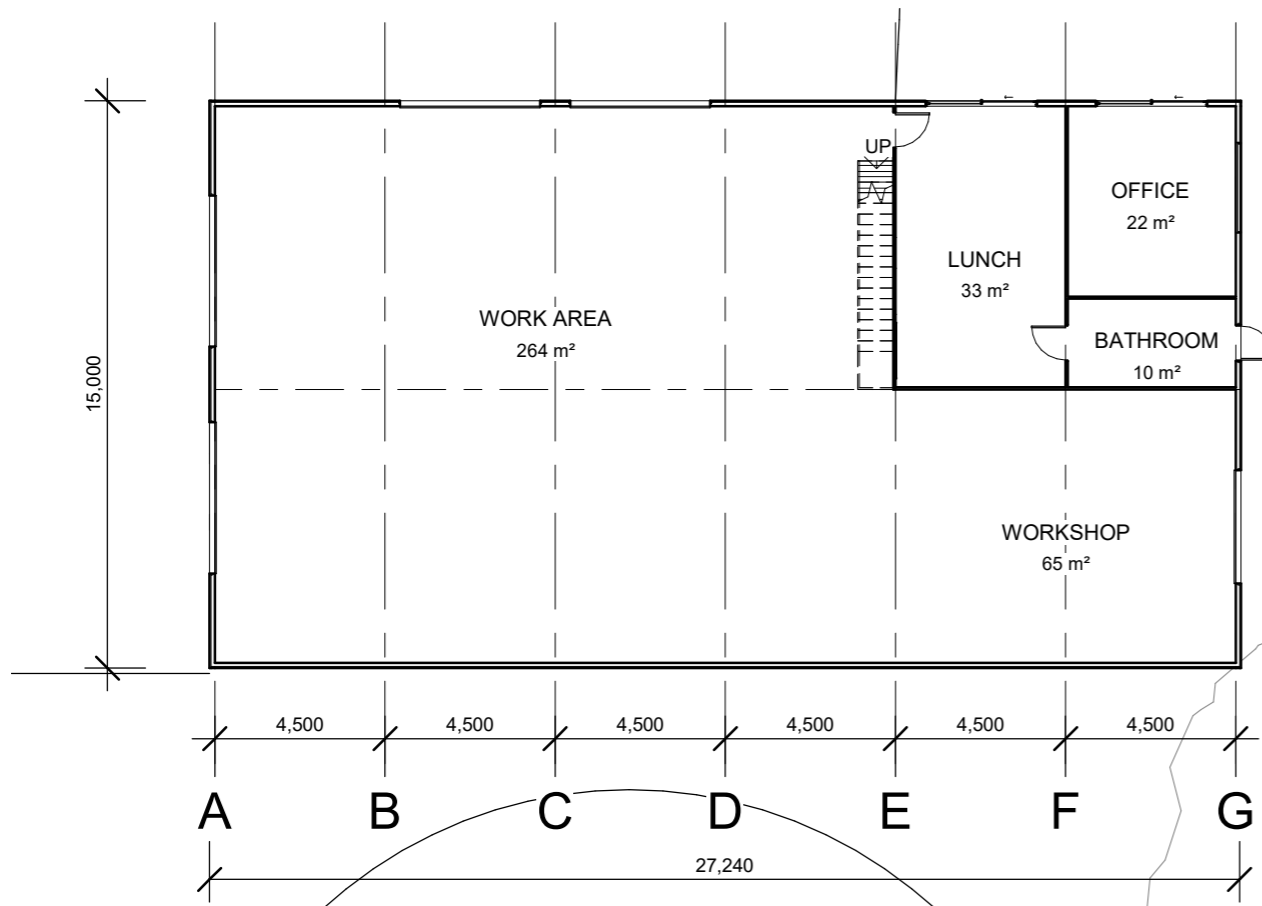 UP
OFFICE
22 m²
LUNCH
33 m²
WORK AREA
264 m²
BATHROOM
10 m²
15,000
WORKSHOP
65 m²
4,500 4,500 4,500 4,500 4,500 4,500
A B C D E F G
27,240